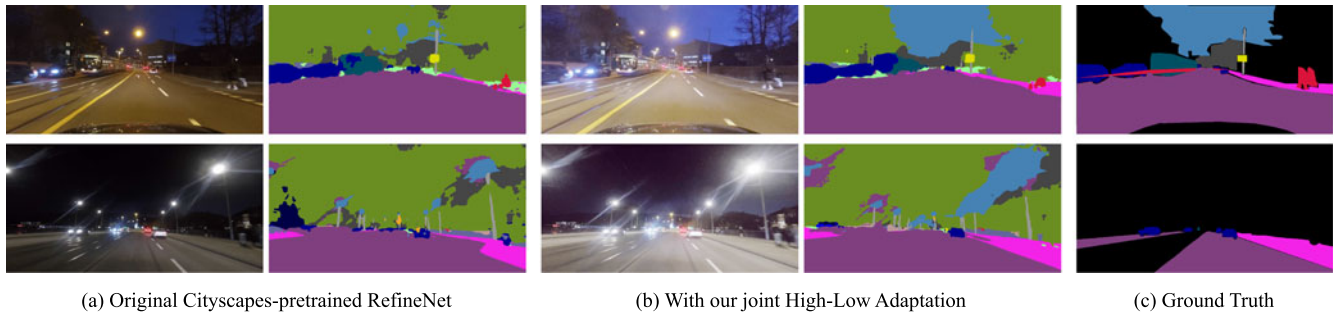 (a) Original Cityscapes-pretrained RefineNet
(b) With our joint High-Low Adaptation
(c) Ground Truth